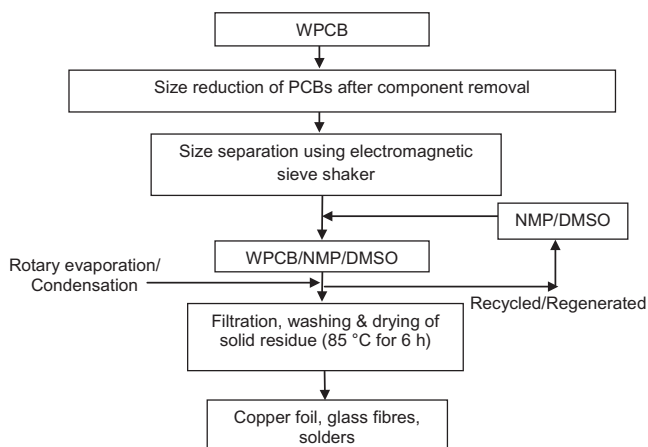 WPCB
Size reduction of PCBs after component removal
Size separation using electromagnetic
sieve shaker
NMP/DMSO
WPCB/NMP/DMSO
Rotary evaporation/
Condensation
Recycled/Regenerated
Filtration, washing & drying of
solid residue (85 °C for 6 h)
Copper foil, glass fibres,
solders